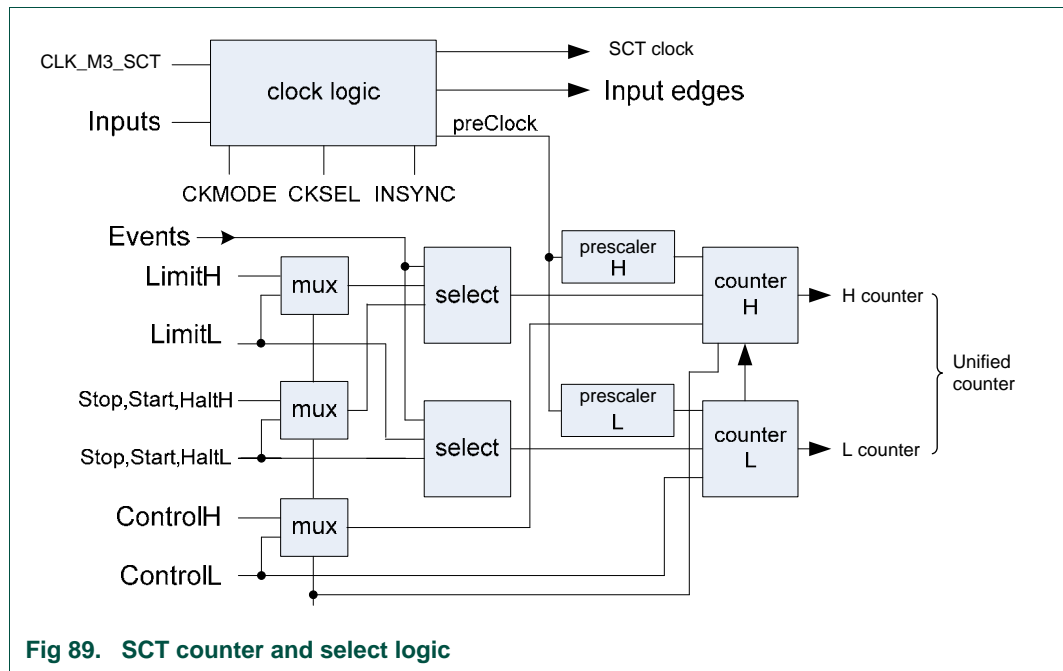 CLK_M3_SCT
Inputs
clock logic
SCT clock
Input edges
preClock
CKMODE CKSEL INSYNC
Events
LimitH
LimitL
Stop,Start,HaltH
Stop,Start,HaltL
ControlH
ControlL
mux
mux
mux
select
select
prescaler
H
prescaler
L
counter
H
counter
L
H counter
L counter
Unified
counter
Fig 89. SCT counter and select logic